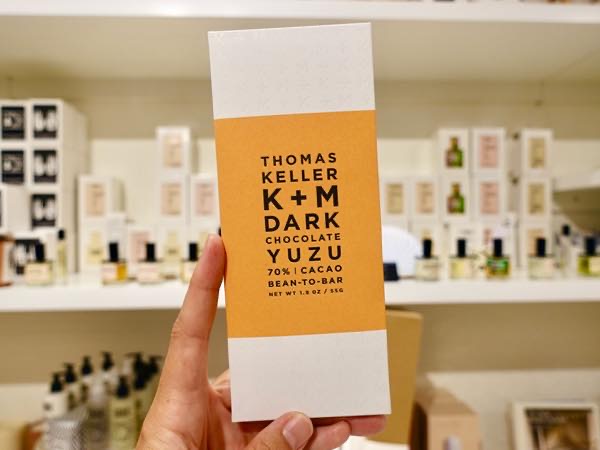 THOMAS
KELLER
K+M
DARK
CHOCOLATE
YUZU
70% | CACAO
BEAN-TO-BAR
NET WT 1.9 OZ / 55G